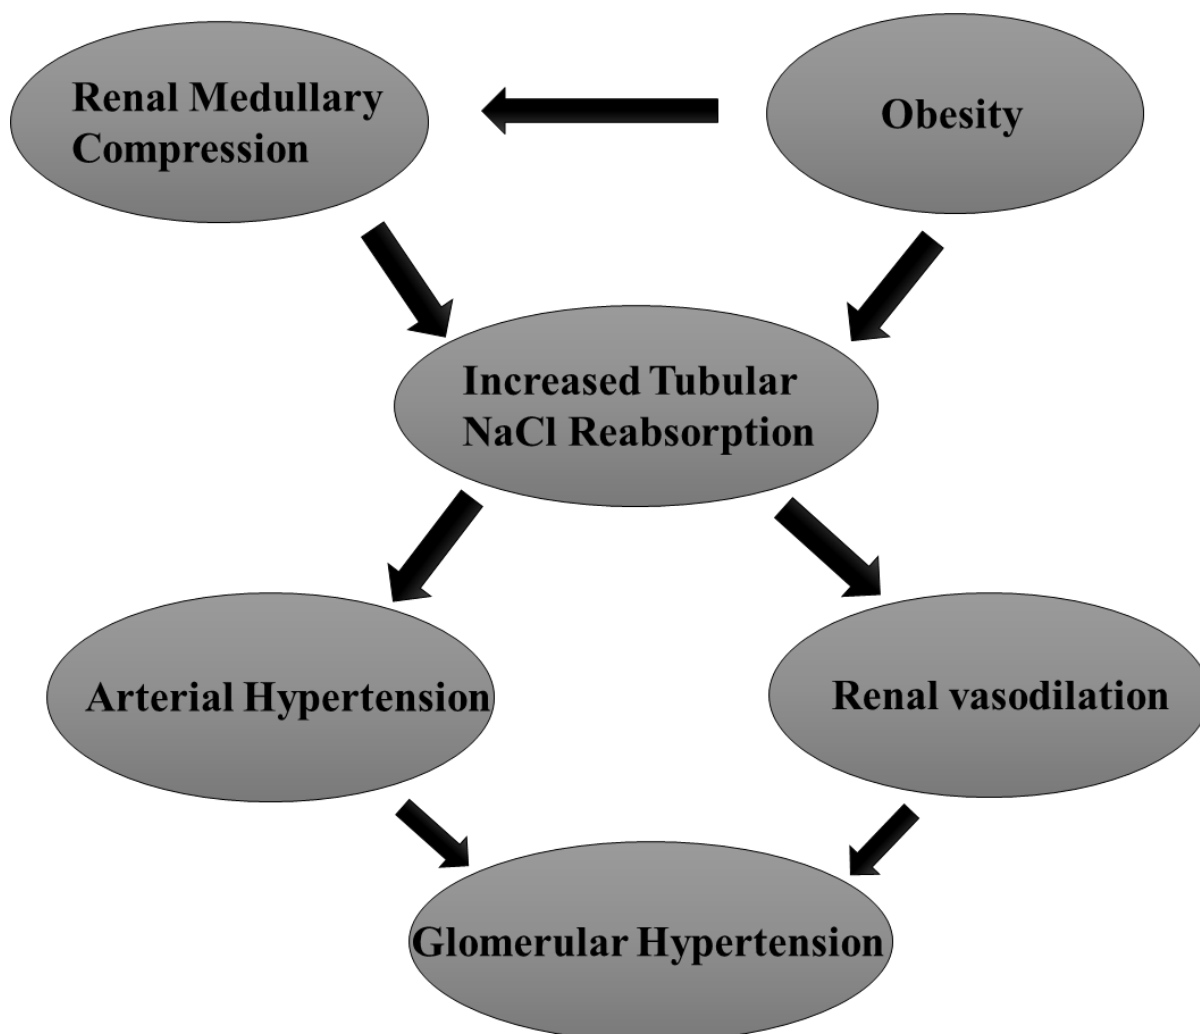 Renal Medullary
Compression
Obesity
Increased Tubular
NaCl Reabsorption
Arterial Hypertension
Renal vasodilation
Glomerular Hypertension